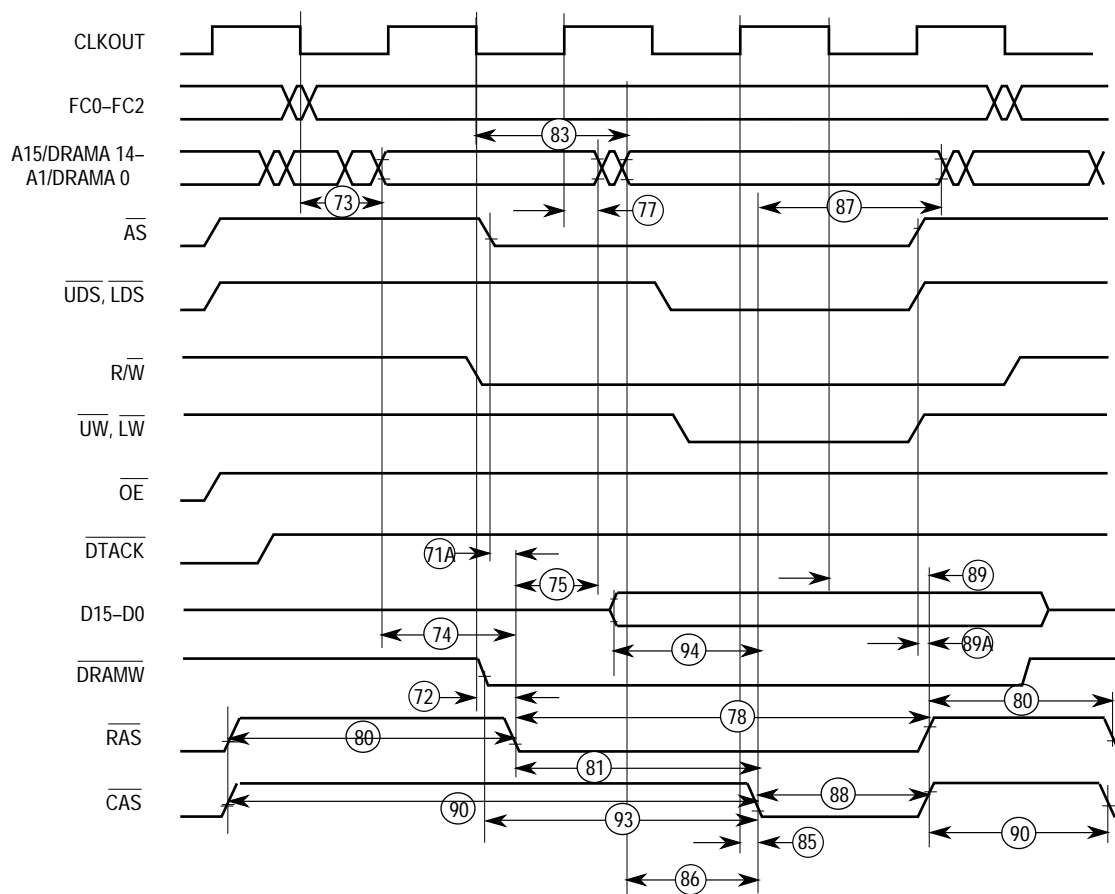 CLKOUT
FC0–FC2
83
A15/DRAMA 14–
A1/DRAMA 0
73
77
87
AS
UDS, LDS
R/W
UW, LW
OE
DTACK
71A
75
89
D15–D0
74
94
89A
DRAMW
72
78
80
RAS
80
81
CAS
90
93
88
90
85
86